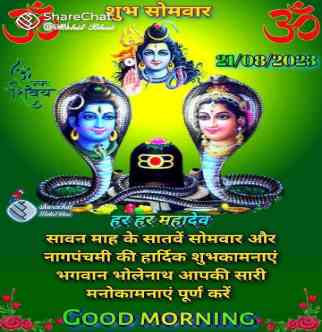 ShareChat
शुभ सोमवार
ॐ
ॐ
21/08/2023
हर हर महादेव
सावन माह के सातवें सोमवार और
नागपंचमी की हार्दिक शुभकामनाएं
भगवान भोलेनाथ आपकी सारी
मनोकामनाएं पूर्ण करें
GOOD MORNING